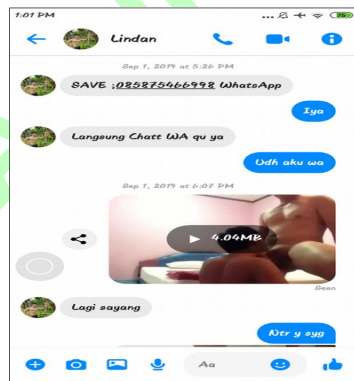 1:01 PM
75
Lindan
Sep 1, 2019 at 5:26 PM
SAVE ;085875466998 WhatsApp
Iya
Langsung Chatt WA qu ya
Udh aku wa
Sep 1, 2019 at 6:07 PM
4.04MB
Seen
Lagi sayang
Ntr y syg
Aa